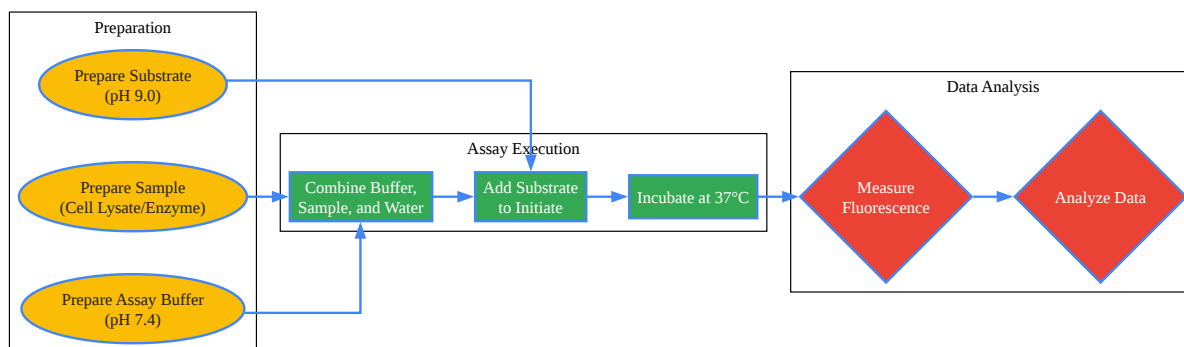 Preparation
Prepare Substrate
(pH 9.0)
Prepare Sample
(Cell Lysate/Enzyme)
Prepare Assay Buffer
(pH 7.4)
Assay Execution
Combine Buffer,
Sample, and Water
Add Substrate
to Initiate
Incubate at 37°C
Data Analysis
Measure
Fluorescence
Analyze Data